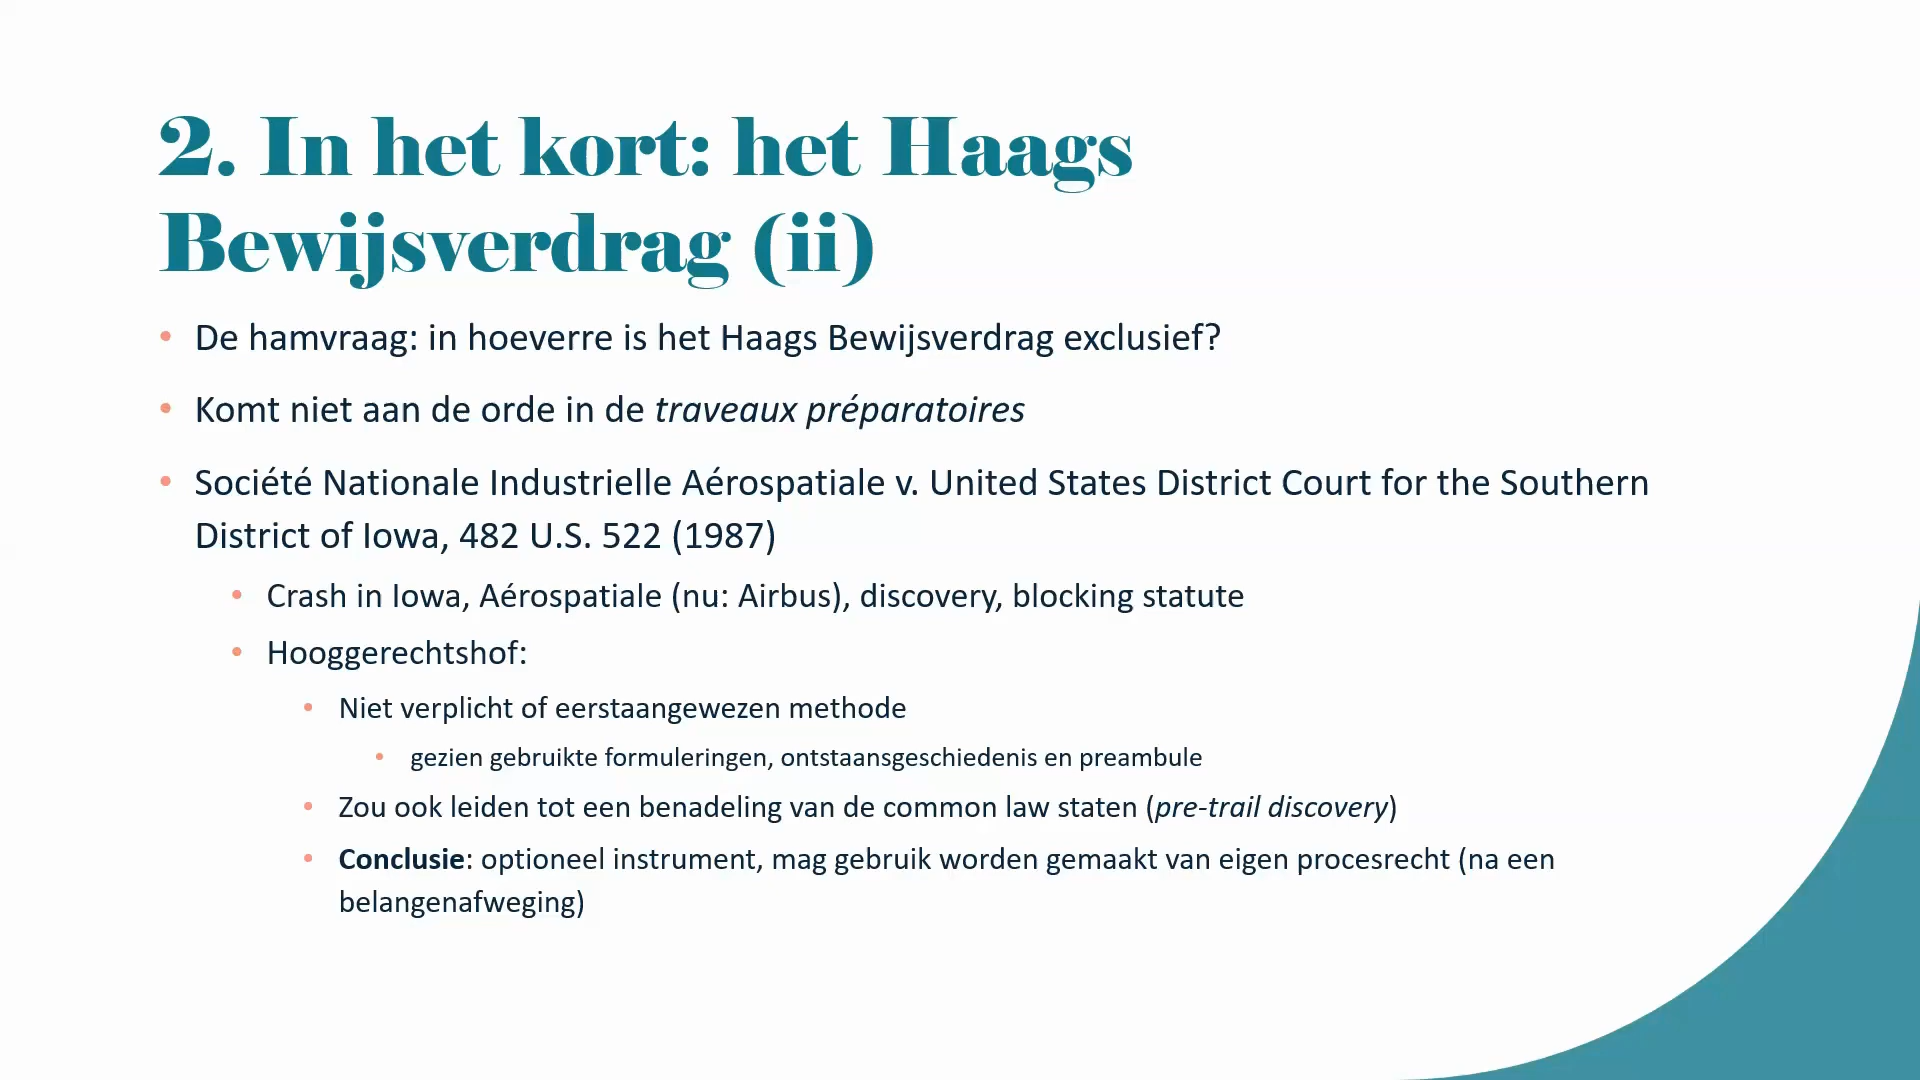 2. In het kort: het Haags
Bewijsverdrag (ii)
• De hamvraag: in hoeverre is het Haags Bewijsverdrag exclusief?
• Komt niet aan de orde in de traveaux préparatoires
• Société Nationale Industrielle Aérospatiale v. United States District Court for the Southern
District of Iowa, 482 U.S. 522 (1987)
• Crash in Iowa, Aérospatiale (nu: Airbus), discovery, blocking statute
• Hooggerechtshof:
• Niet verplicht of eerstaangewezen methode
• gezien gebruikte formuleringen, ontstaansgeschiedenis en preambule
• Zou ook leiden tot een benadeling van de common law staten (pre-trail discovery)
• Conclusie: optioneel instrument, mag gebruik worden gemaakt van eigen procesrecht (na een
belangenafweging)